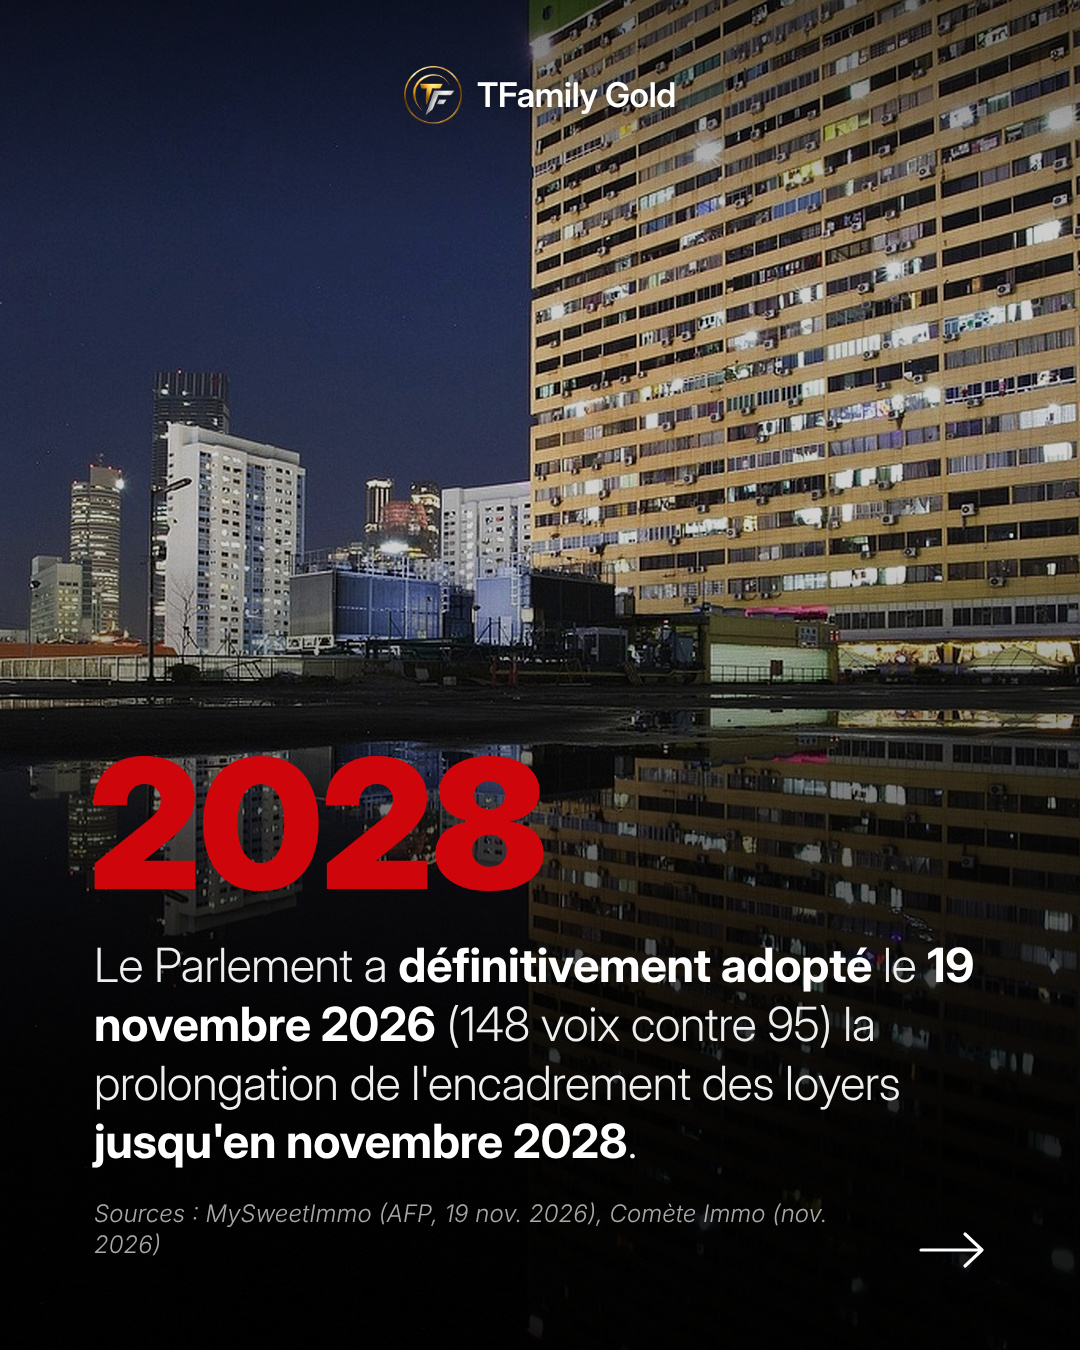 TFamily Gold
2028
Le Parlement a définitivement adopté le 19
novembre 2026 (148 voix contre 95) la
prolongation de l'encadrement des loyers
jusqu'en novembre 2028.
Sources : MySweetImmo (AFP, 19 nov. 2026), Comète Immo (nov.
2026)